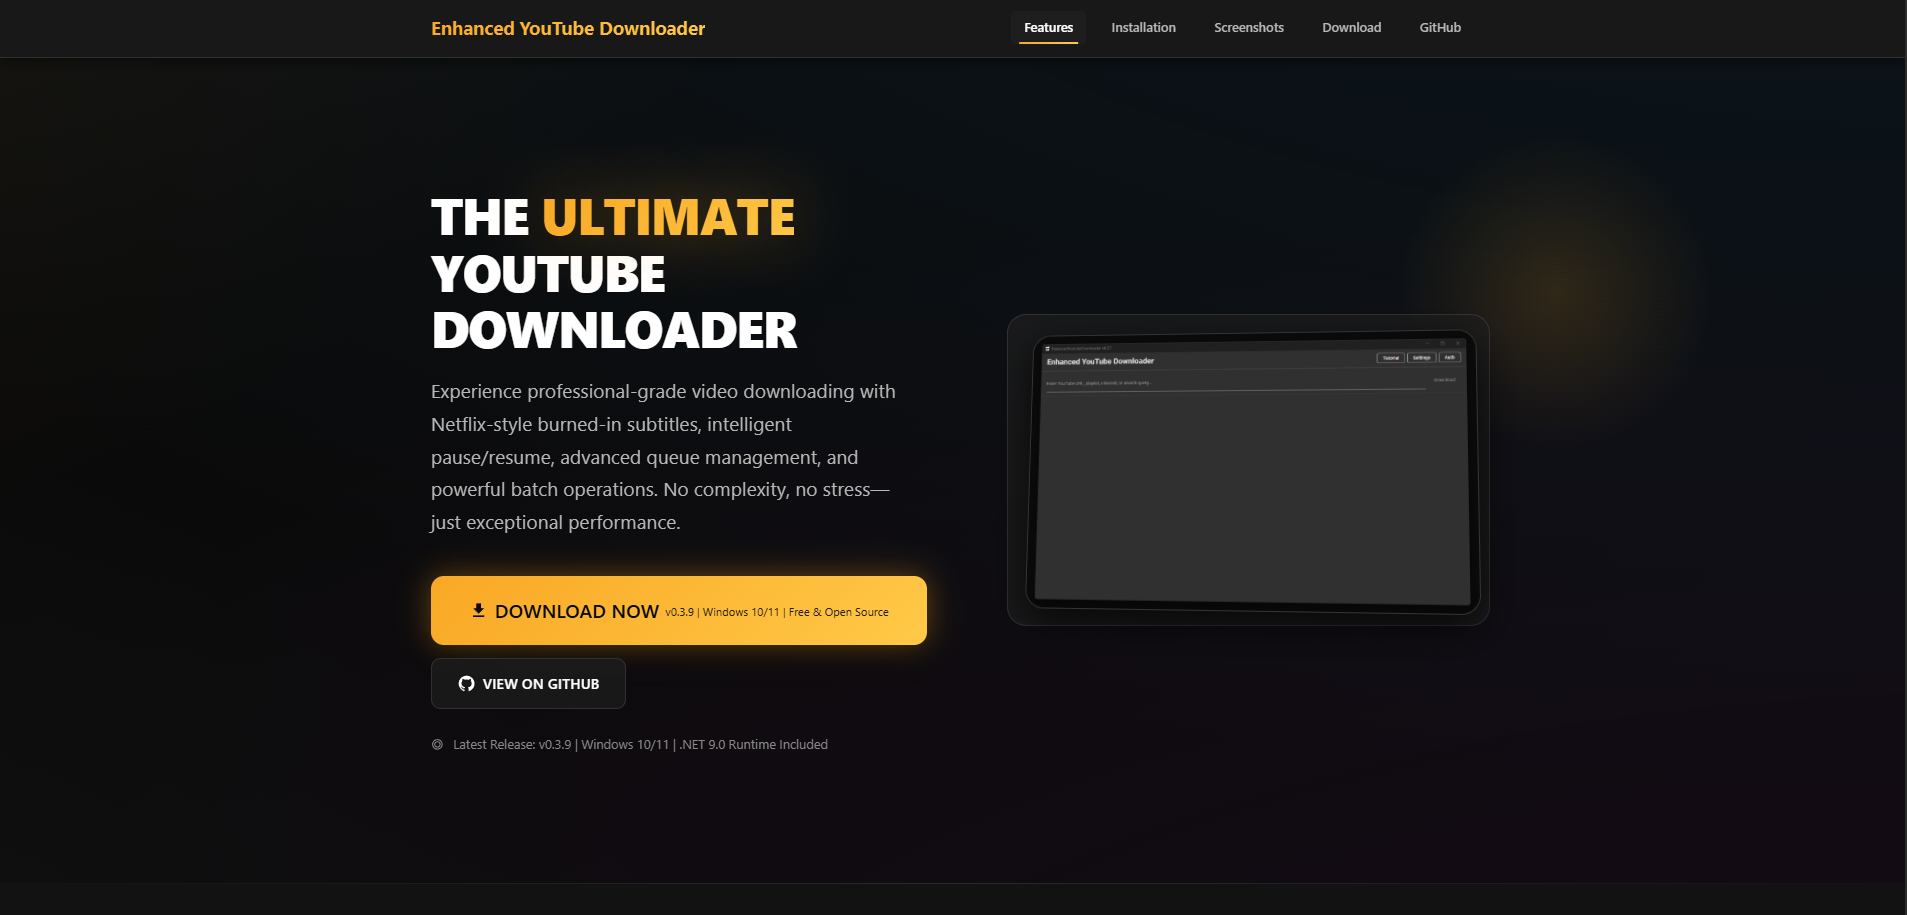 Enhanced YouTube Downloader
Features
Installation
Screenshots
Download
GitHub
THE ULTIMATE
YOUTUBE
DOWNLOADER
Experience professional-grade video downloading with
Netflix-style burned-in subtitles, intelligent
pause/resume, advanced queue management, and
powerful batch operations. No complexity, no stress—
just exceptional performance.
DOWNLOAD NOW v0.3.9 | Windows 10/11 | Free & Open Source
VIEW ON GITHUB
Latest Release: v0.3.9 | Windows 10/11 | .NET 9.0 Runtime Included
Enhanced YouTube Downloader
Tutorial
Settings
Auth
Download